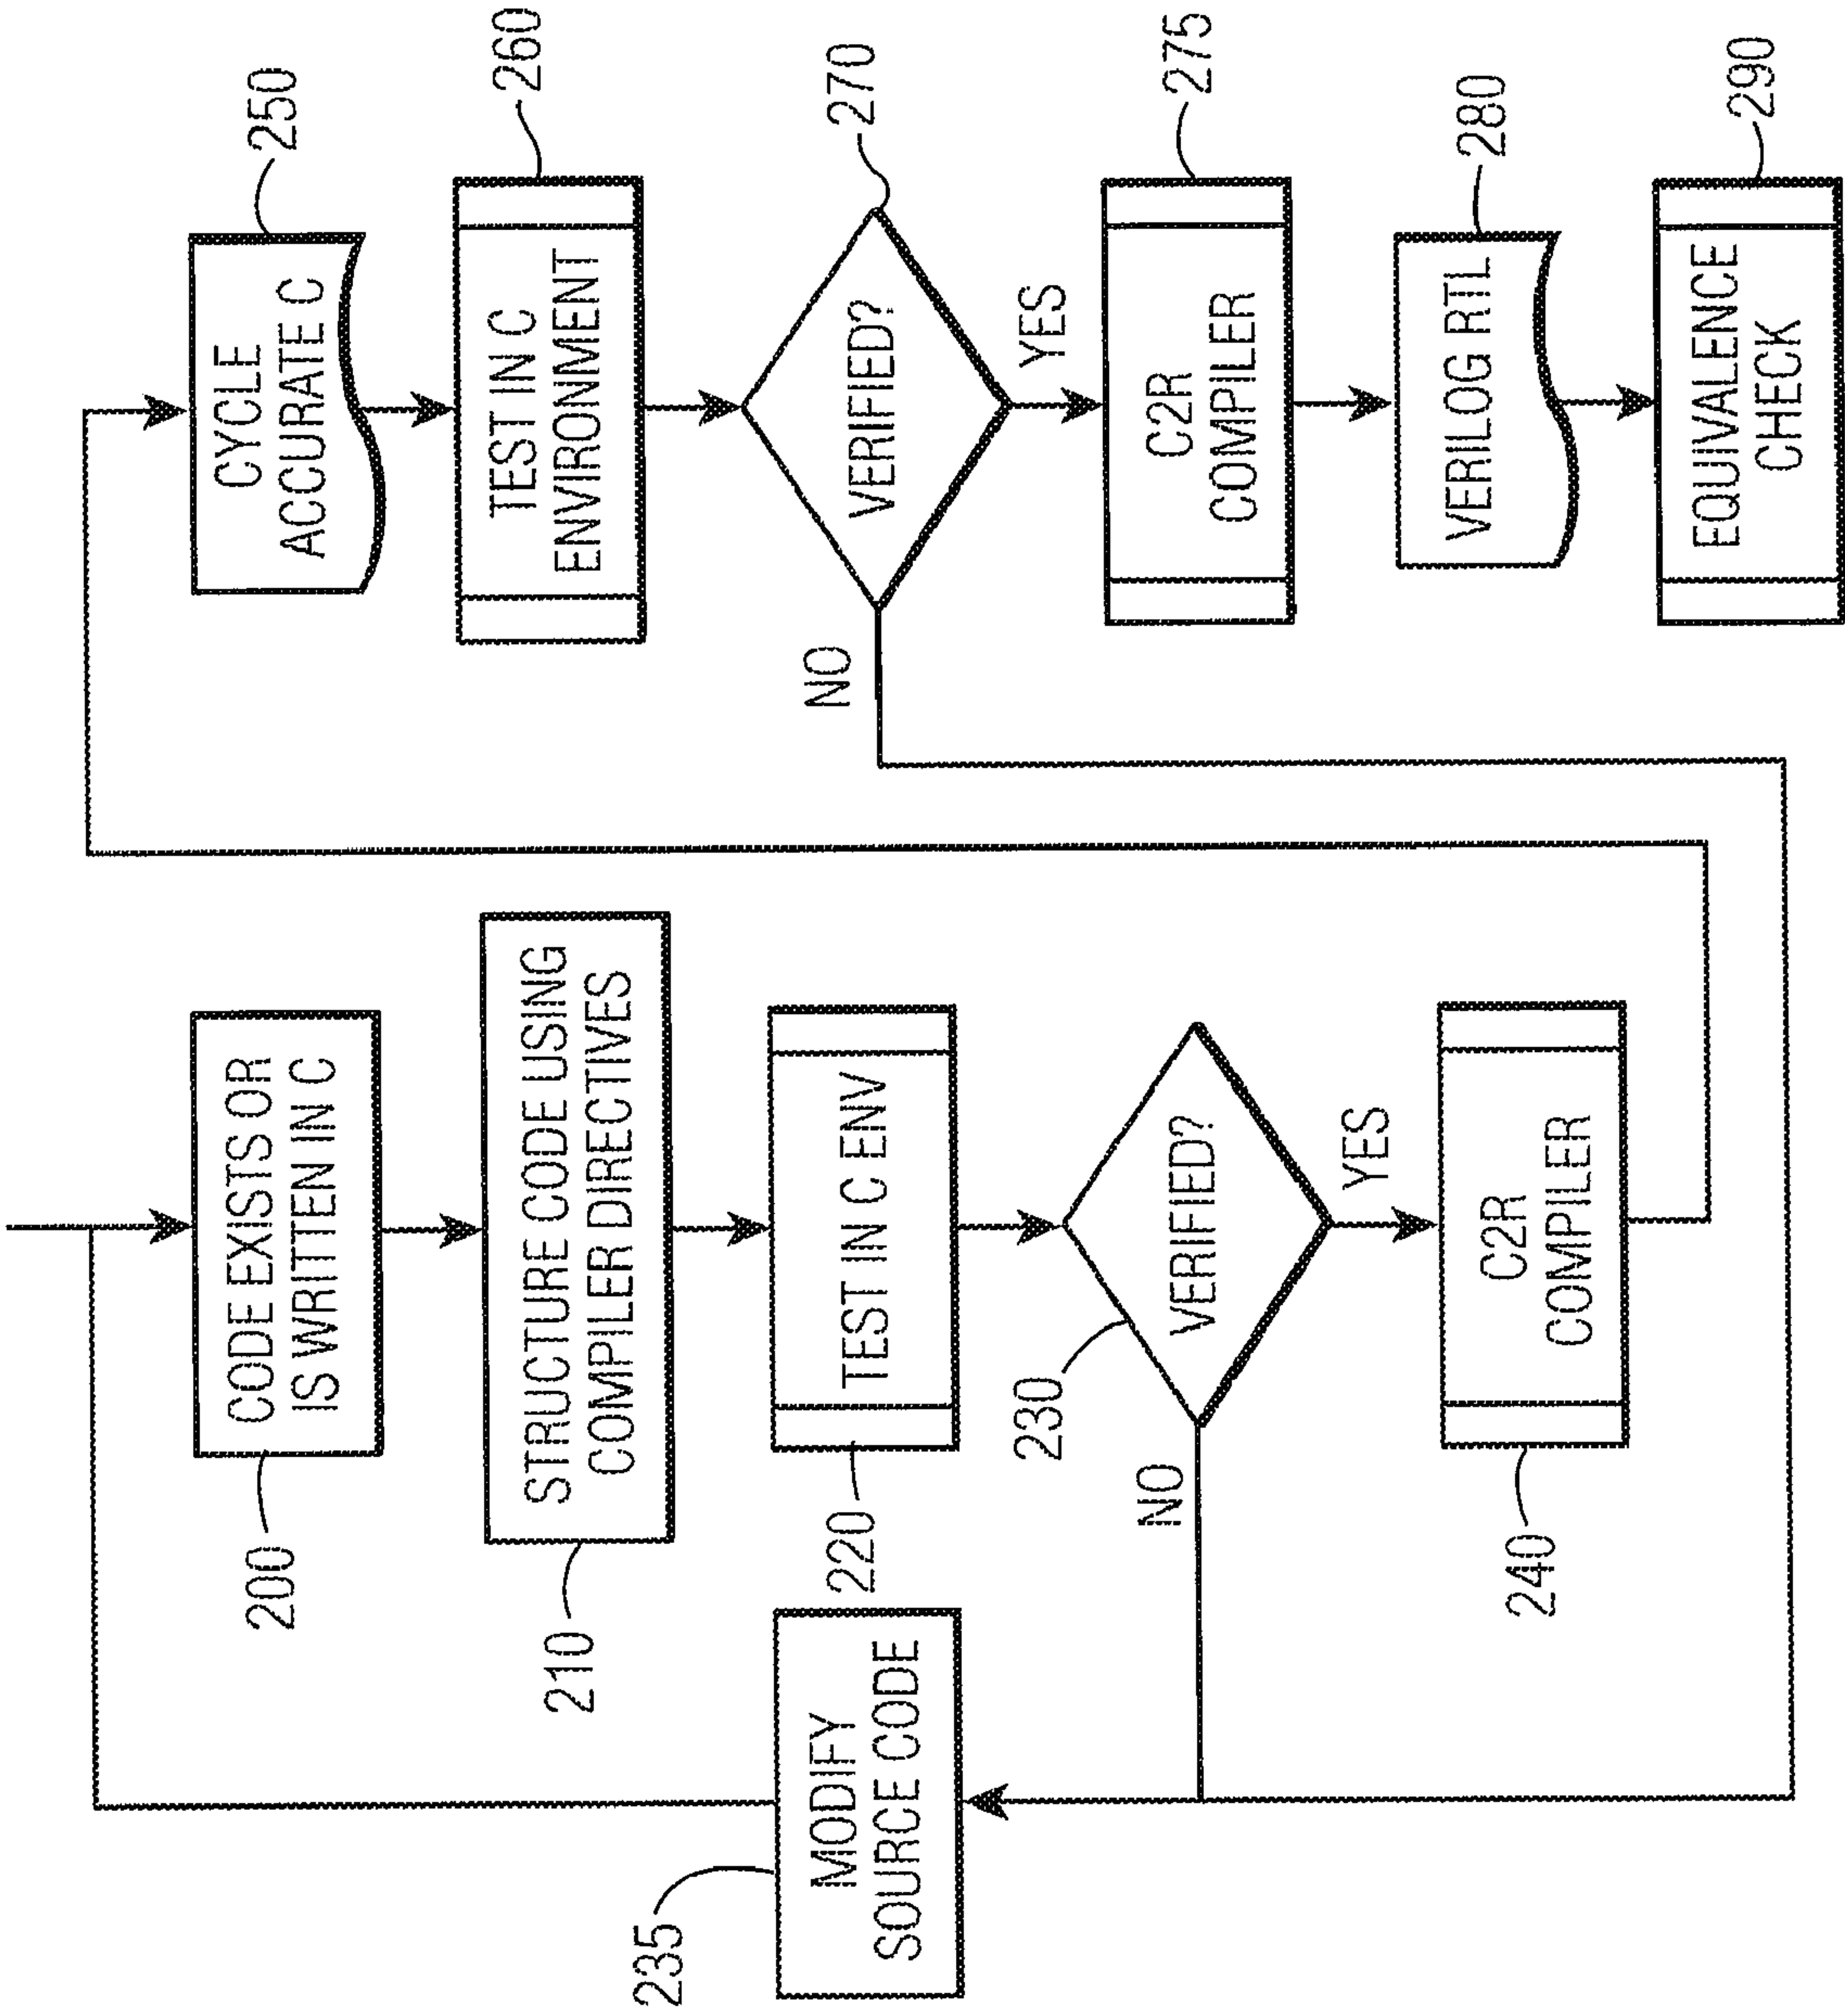 CODE EXISTS OR
IS WRITTEN IN C
200
STRUCTURE CODE USING
COMPILER DIRECTIVES
210
TEST IN C ENV
220
VERIFIED?
230
NO
YES
MODIFY
SOURCE CODE
235
C2R
COMPILER
240
CYCLE
ACCURATE C
250
TEST IN C
ENVIRONMENT
260
VERIFIED?
270
NO
YES
C2R
COMPILER
275
VERILOG RTL
280
EQUIVALENCE
CHECK
290